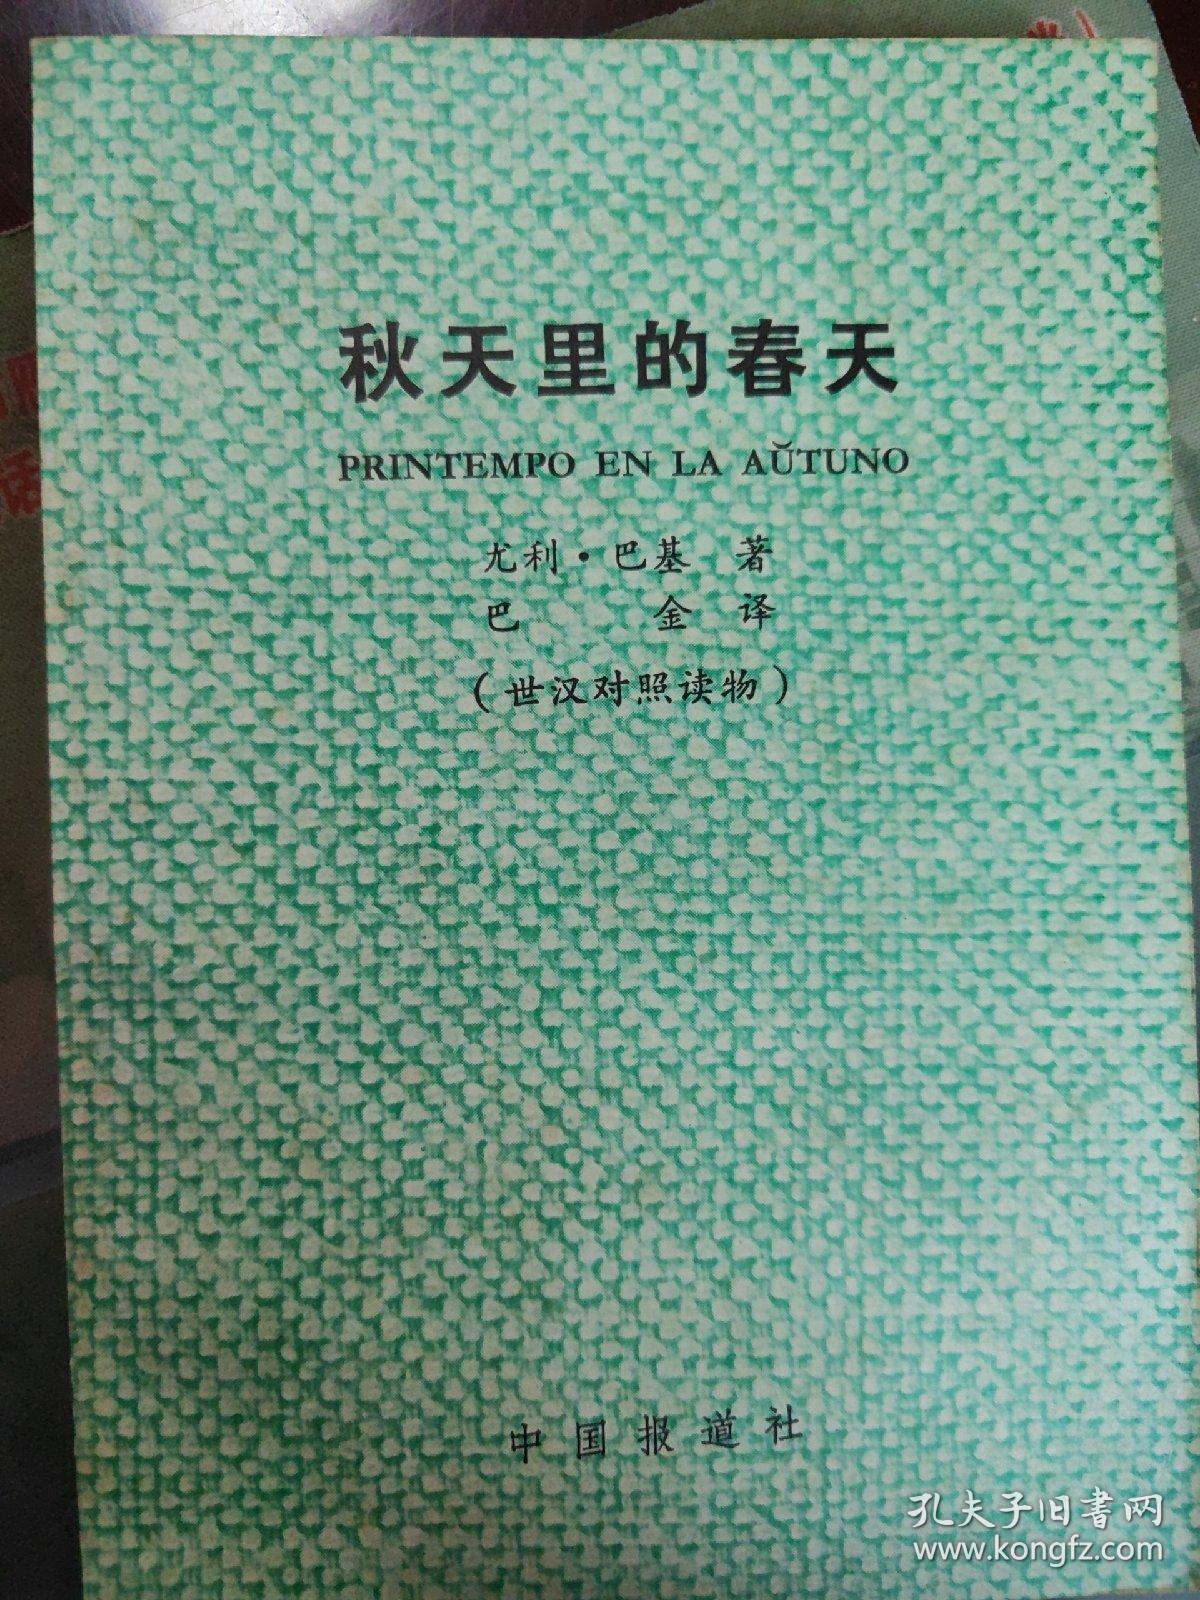 秋天里的春天
PRINTEMPO EN LA AŬTUNO
尤利·巴基 著
巴 金 译
(世汉对照读物)
中国报道社
孔夫子旧书网
www.kongfz.com